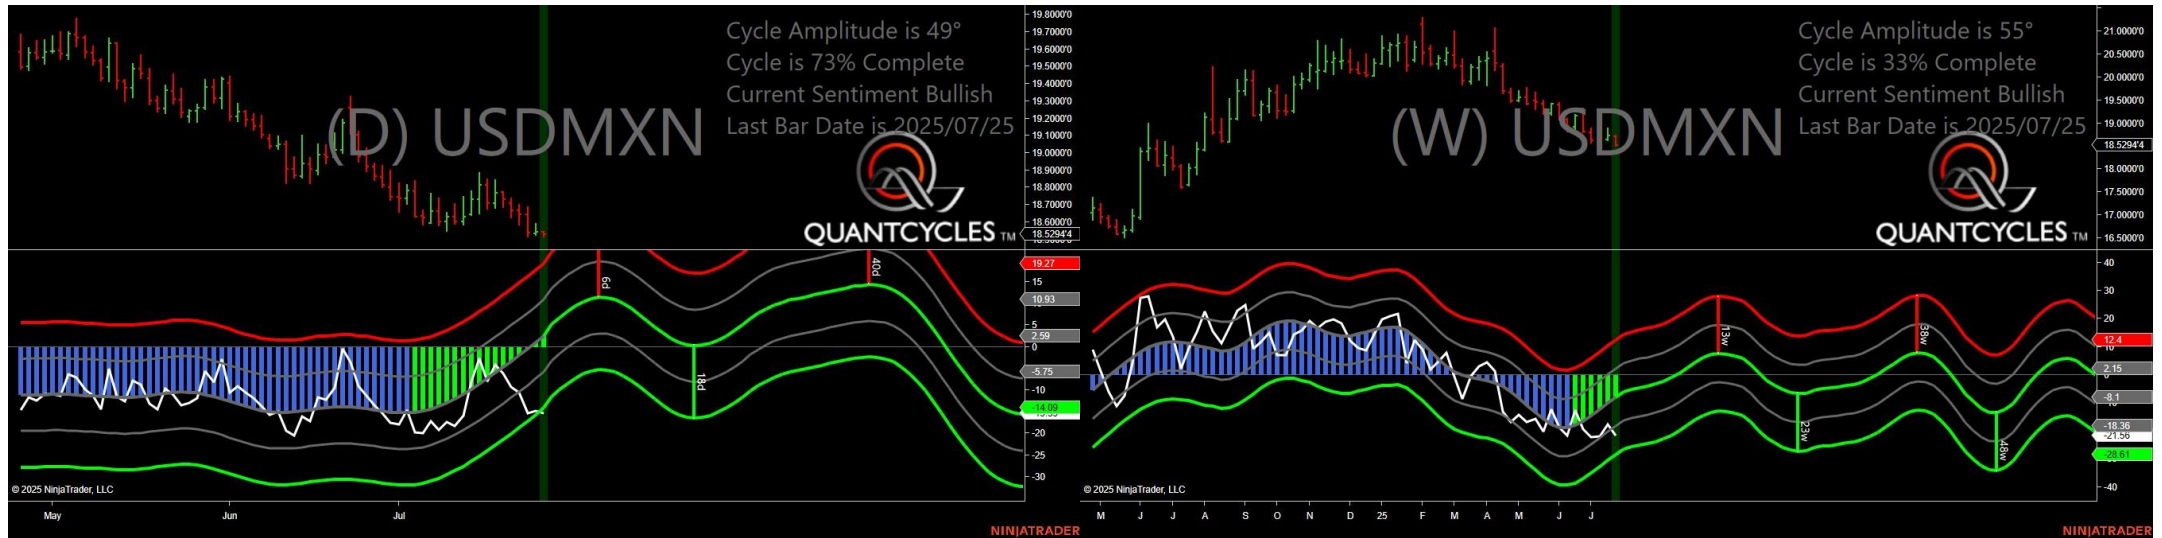 Cycle Amplitude is 49°
Cycle is 73% Complete
Current Sentiment Bullish
Last Bar Date is 2025/07/25
(D) USDMXN
QUANTCYCLES TM
19.8000'0
19.7000'0
19.6000'0
19.5000'0
19.4000'0
19.3000'0
19.2000'0
19.1000'0
19.0000'0
18.9000'0
18.8000'0
18.7000'0
18.6000'0
18.5294'4
6d
40d
18d
19.27
15
10.93
5
2.59
0
-5.75
-10
-14.09
-20
-25
-30
© 2025 NinjaTrader, LLC
May Jun Jul
NINJATRADER
Cycle Amplitude is 55°
Cycle is 33% Complete
Current Sentiment Bullish
Last Bar Date is 2025/07/25
(W) USDMXN
QUANTCYCLES TM
21.0000'0
20.5000'0
20.0000'0
19.5000'0
19.0000'0
18.5294'4
18.0000'0
17.5000'0
17.0000'0
16.5000'0
13w
38w
23w
48w
40
30
20
12.4
2.15
0
-8.1
-18.36
-21.56
-28.61
-40
© 2025 NinjaTrader, LLC
M J J A S O N D 25 F M A M J J
NINJATRADER